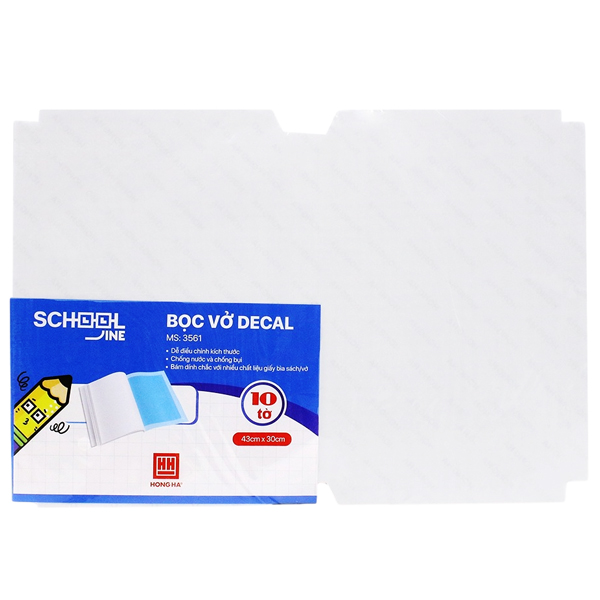 SCHOOL
LINE
BỌC VỞ DECAL
MS: 3561
• Dễ điều chỉnh kích thước
• Chống nước và chống bụi
• Bám dính chắc với nhiều chất liệu giấy bìa sách/vở
10
tờ
43cm x 30cm
HH
HONG HA